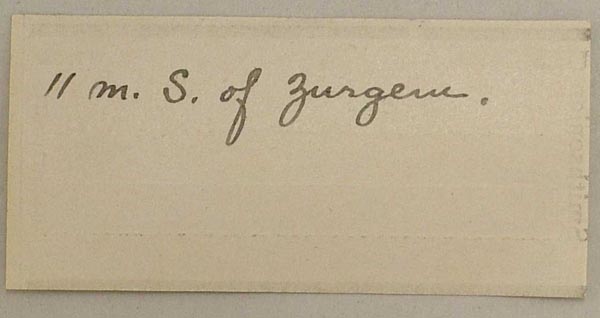 11 m. S. of Zurgem.